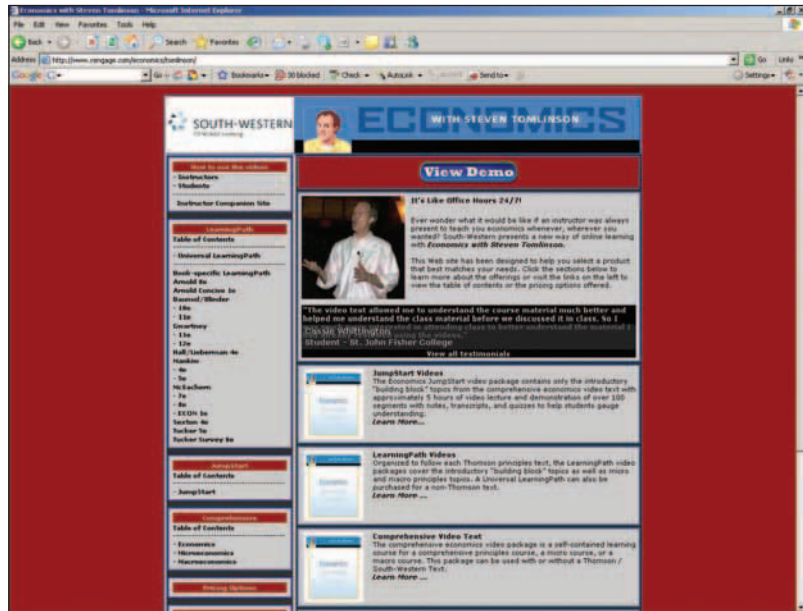 Economics with Steven Tomlinson - Microsoft Internet Explorer
File Edit View Favorites Tools Help
Back Search Favorites
Address http://www.cengage.com/economics/tomlinson/ Go Links
Google Go Bookmarks 30 blocked Check AutoLink Send to Settings
SOUTH-WESTERN
ECONOMICS
WITH STEVEN TOMLINSON
How to use the videos
- Instructors
- Students
Instructor Companion Site
LearningPath
Table of Contents
- Universal LearningPath
Book-specific LearningPath
Arnold 8e
Arnold Concise 1e
Baumol/Blinder
- 10e
- 11e
Gwartney
- 11e
- 12e
Hall/Lieberman 4e
Mankiw
- 4e
- 5e
McEachern
- 7e
- 8e
- ECON 1e
Sexton 4e
Tucker 5e
Tucker Survey 6e
JumpStart
Table of Contents
- JumpStart
Comprehensive
Table of Contents
- Economics
- Microeconomics
- Macroeconomics
Pricing Options
View Demo
It's Like Office Hours 24/7!
Ever wonder what it would be like if an instructor was always
present to teach you economics whenever, wherever you
wanted? South-Western presents a new way of online learning
with Economics with Steven Tomlinson.
This Web site has been designed to help you select a product
that best matches your needs. Click the sections below to
learn more about the offerings or visit the links on the left to
view the table of contents or the pricing options offered.
"The video text allowed me to understand the course material much better and
helped me understand the class material before we discussed it in class. So I
Cassie Whittington
Student - St. John Fisher College
View all testimonials
JumpStart Videos
The Economics JumpStart video package contains only the introductory
"building block" topics from the comprehensive economics video text with
approximately 5 hours of video lecture and demonstration of over 100
segments with notes, transcripts, and quizzes to help students gauge
understanding.
Learn More...
LearningPath Videos
Organized to follow each Thomson principles text, the LearningPath video
packages cover the introductory "building block" topics as well as micro
and macro principles topics. A Universal LearningPath can also be
purchased for a non-Thomson text.
Learn More ...
Comprehensive Video Text
The comprehensive economics video package is a self-contained learning
course for a comprehensive principles course, a micro course, or a
macro course. This package can be used with or without a Thomson /
South-Western Text.
Learn More ...